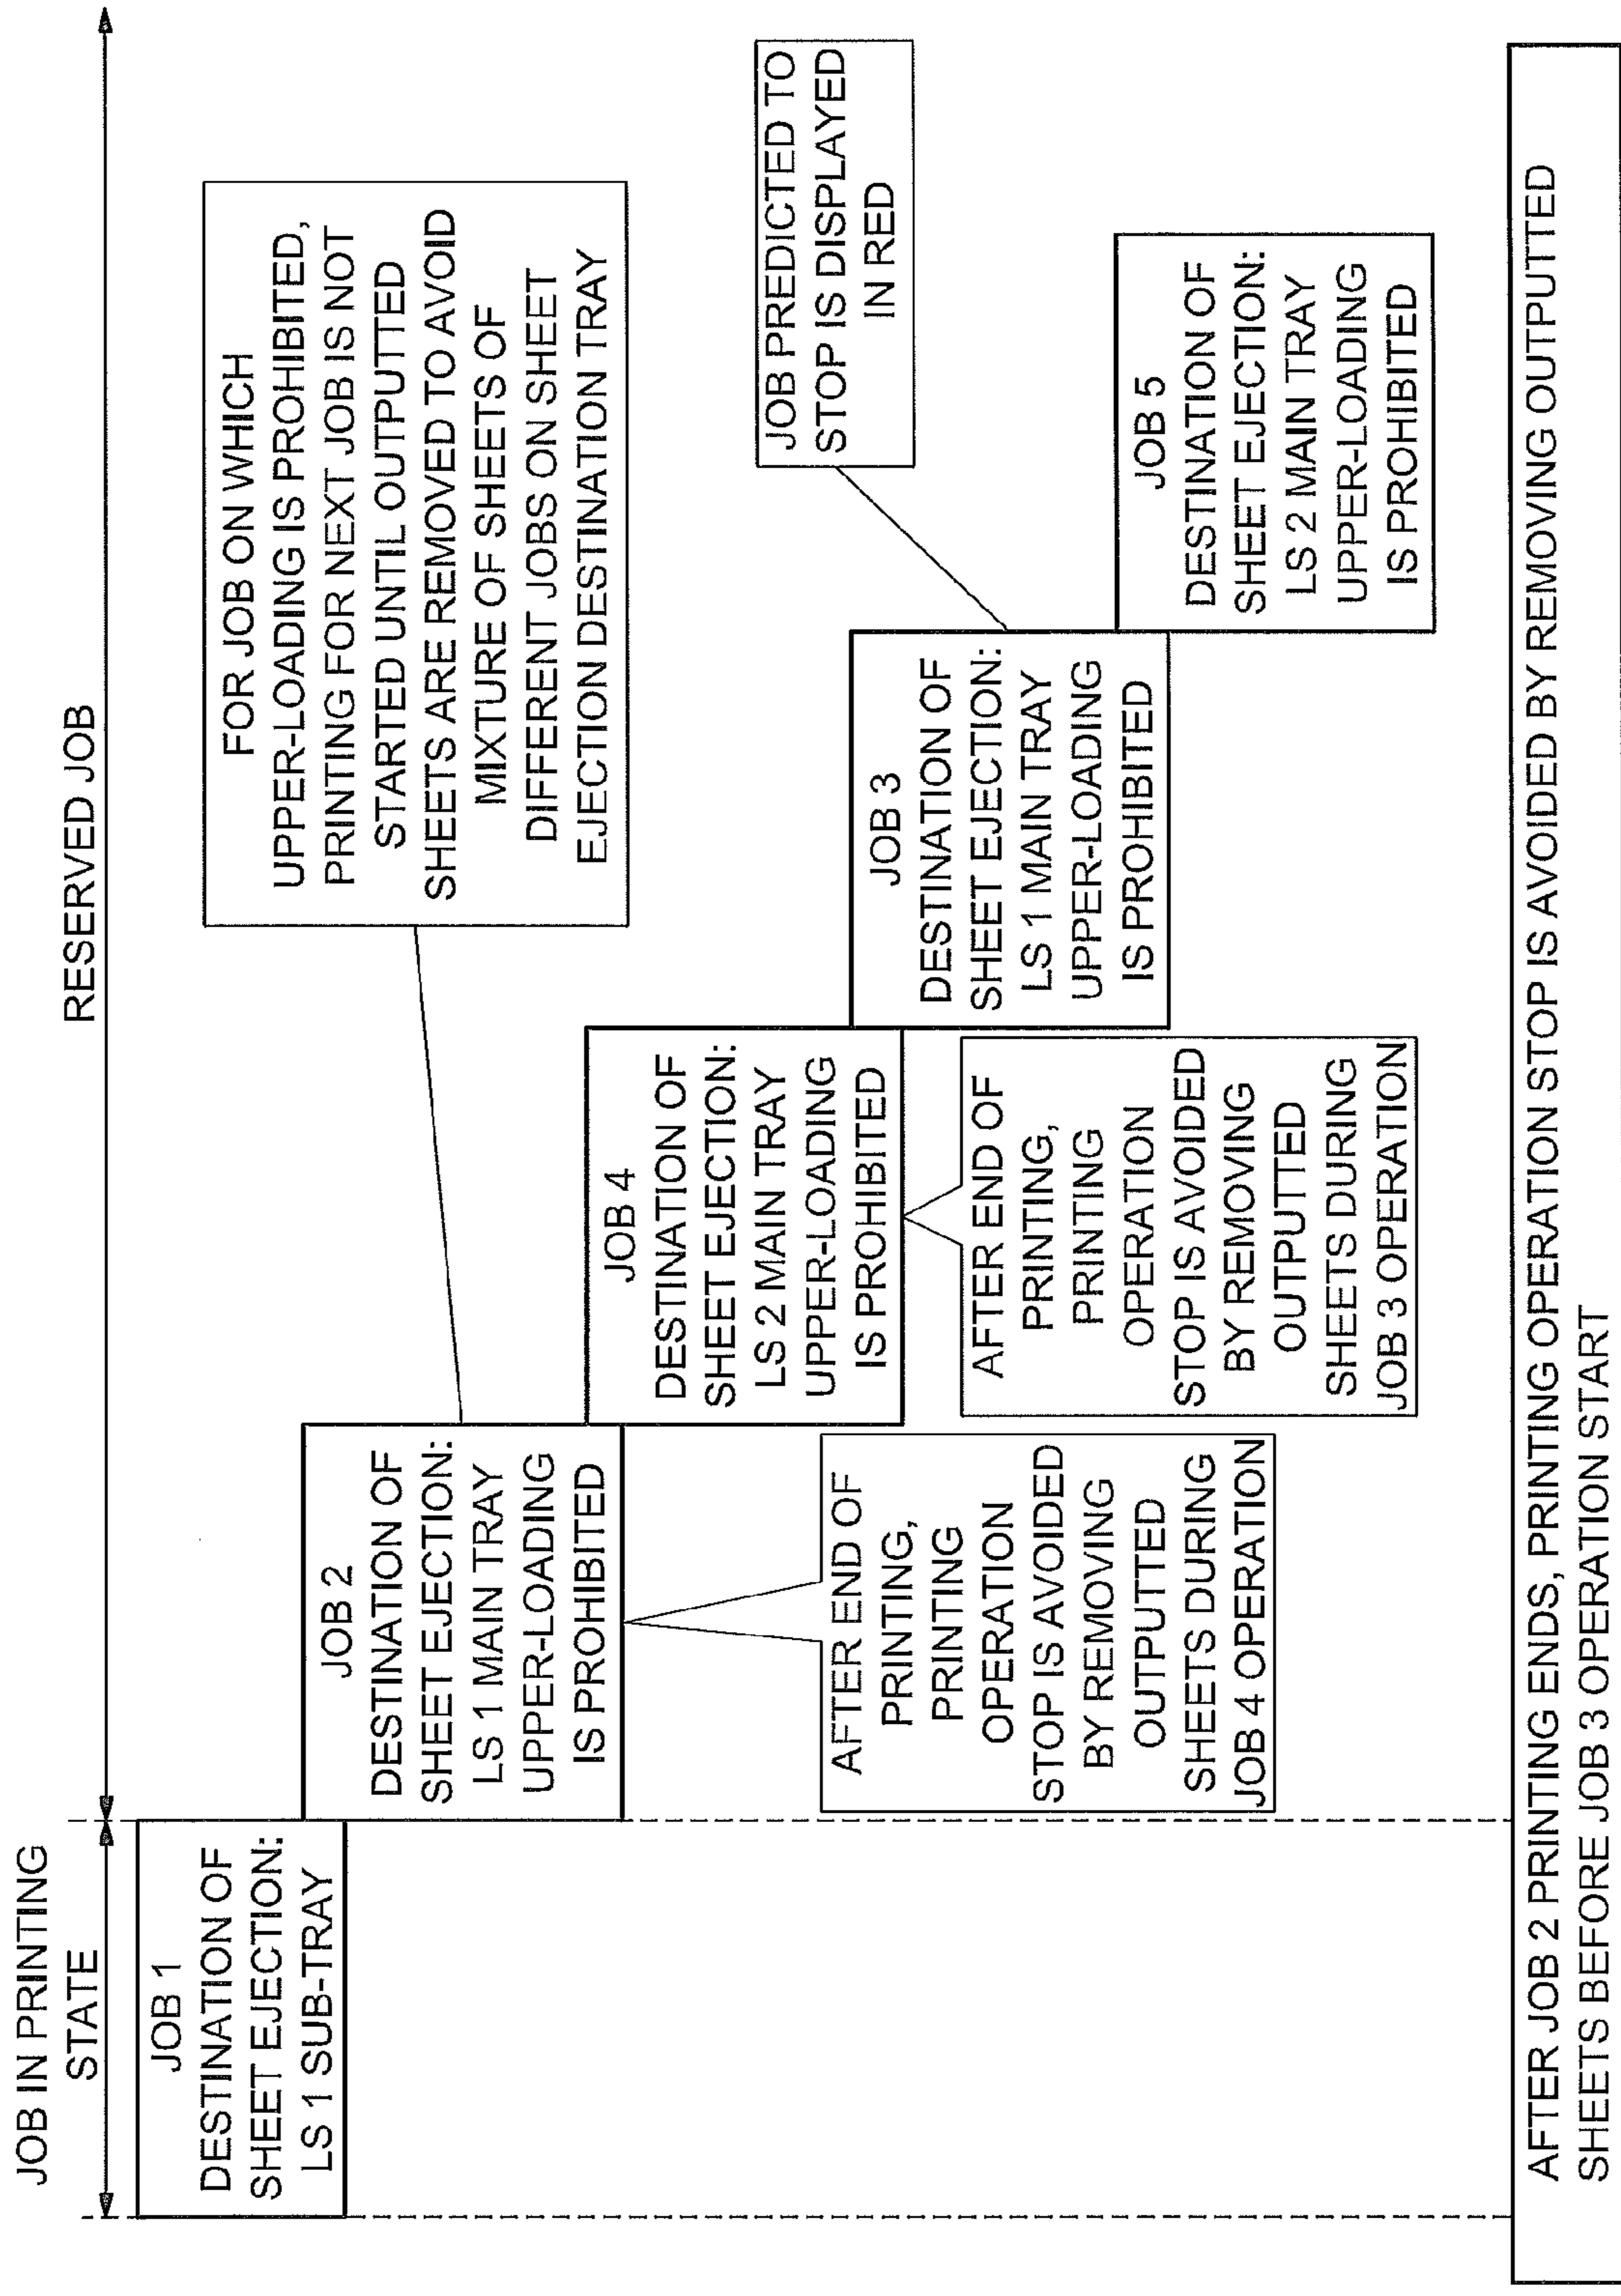 JOB IN PRINTING
STATE
RESERVED JOB
JOB 1
DESTINATION OF
SHEET EJECTION:
LS 1 SUB-TRAY
JOB 2
DESTINATION OF
SHEET EJECTION:
LS 1 MAIN TRAY
UPPER-LOADING
IS PROHIBITED
FOR JOB ON WHICH
UPPER-LOADING IS PROHIBITED,
PRINTING FOR NEXT JOB IS NOT
STARTED UNTIL OUTPUTTED
SHEETS ARE REMOVED TO AVOID
MIXTURE OF SHEETS OF
DIFFERENT JOBS ON SHEET
EJECTION DESTINATION TRAY
JOB 4
DESTINATION OF
SHEET EJECTION:
LS 2 MAIN TRAY
UPPER-LOADING
IS PROHIBITED
JOB 3
DESTINATION OF
SHEET EJECTION:
LS 1 MAIN TRAY
UPPER-LOADING
IS PROHIBITED
JOB PREDICTED TO
STOP IS DISPLAYED
IN RED
JOB 5
DESTINATION OF
SHEET EJECTION:
LS 2 MAIN TRAY
UPPER-LOADING
IS PROHIBITED
AFTER END OF
PRINTING,
PRINTING
OPERATION
STOP IS AVOIDED
BY REMOVING
OUTPUTTED
SHEETS DURING
JOB 4 OPERATION
AFTER END OF
PRINTING,
PRINTING
OPERATION
STOP IS AVOIDED
BY REMOVING
OUTPUTTED
SHEETS DURING
JOB 3 OPERATION
AFTER JOB 2 PRINTING ENDS, PRINTING OPERATION STOP IS AVOIDED BY REMOVING OUTPUTTED
SHEETS BEFORE JOB 3 OPERATION START